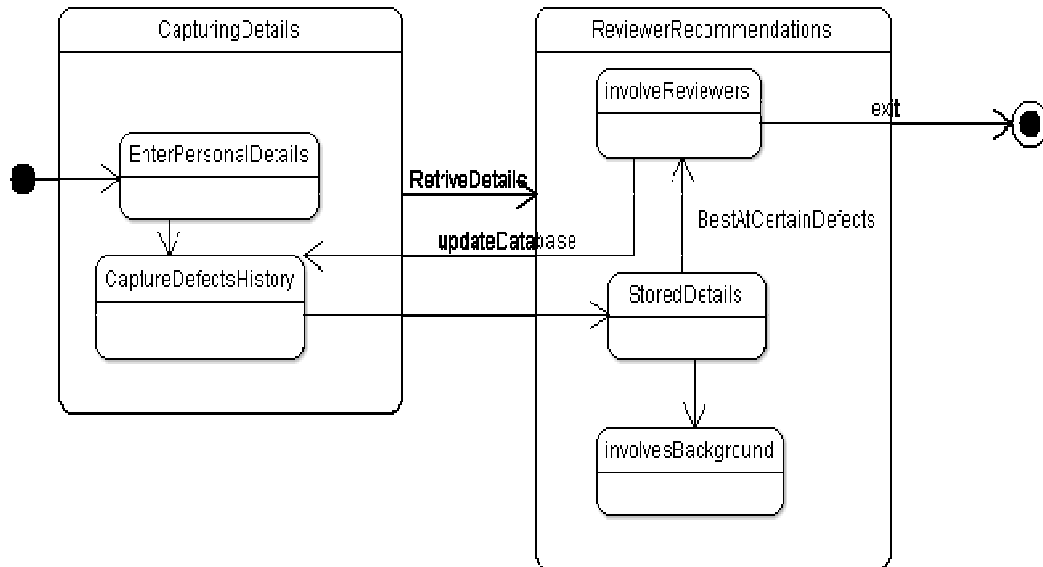 CapturingDetails
ReviewerRecommendations
involveReviewers
exit
EnterPersonalDetails
RetriveDetails
BestAtCertainDefects
updateDatabase
CaptureDefectsHistory
StoredDetails
involvesBackground